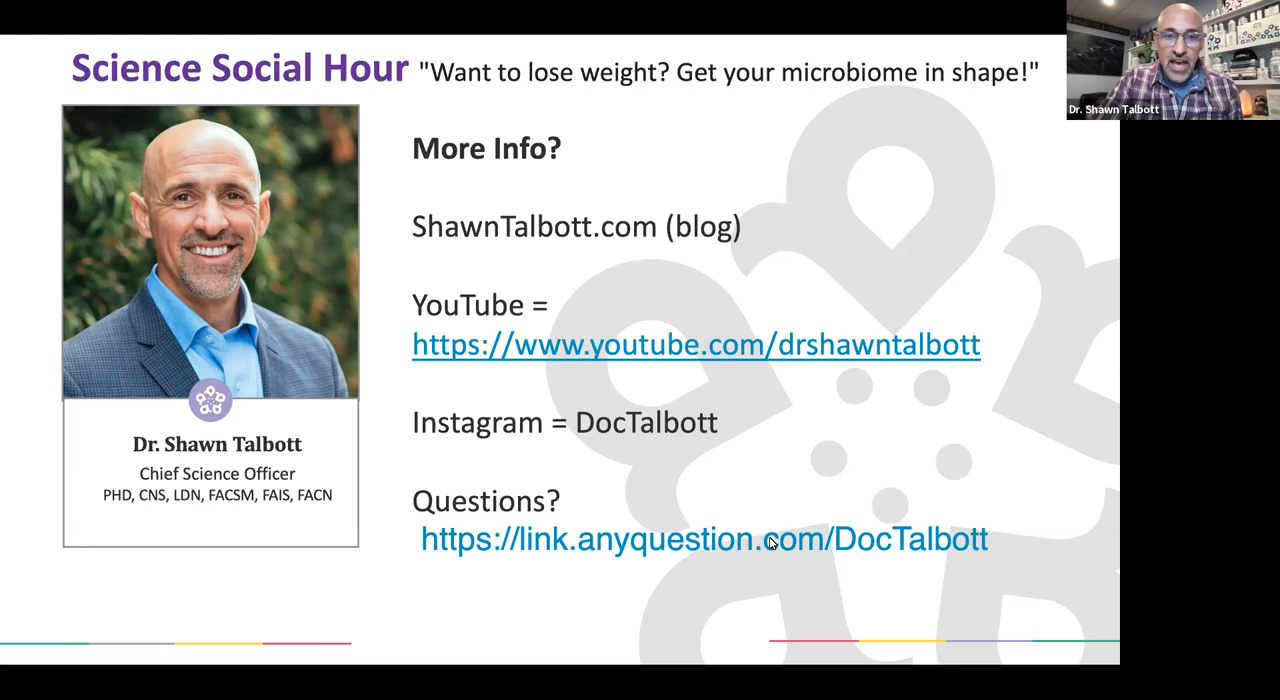 Science Social Hour "Want to lose weight? Get your microbiome in shape!"
Dr. Shawn Talbott
More Info?
ShawnTalbott.com (blog)
YouTube =
https://www.youtube.com/drshawntalbott
Instagram = DocTalbott
Questions?
https://link.anyquestion.com/DocTalbott
Dr. Shawn Talbott
Chief Science Officer
PHD, CNS, LDN, FACSM, FAIS, FACN